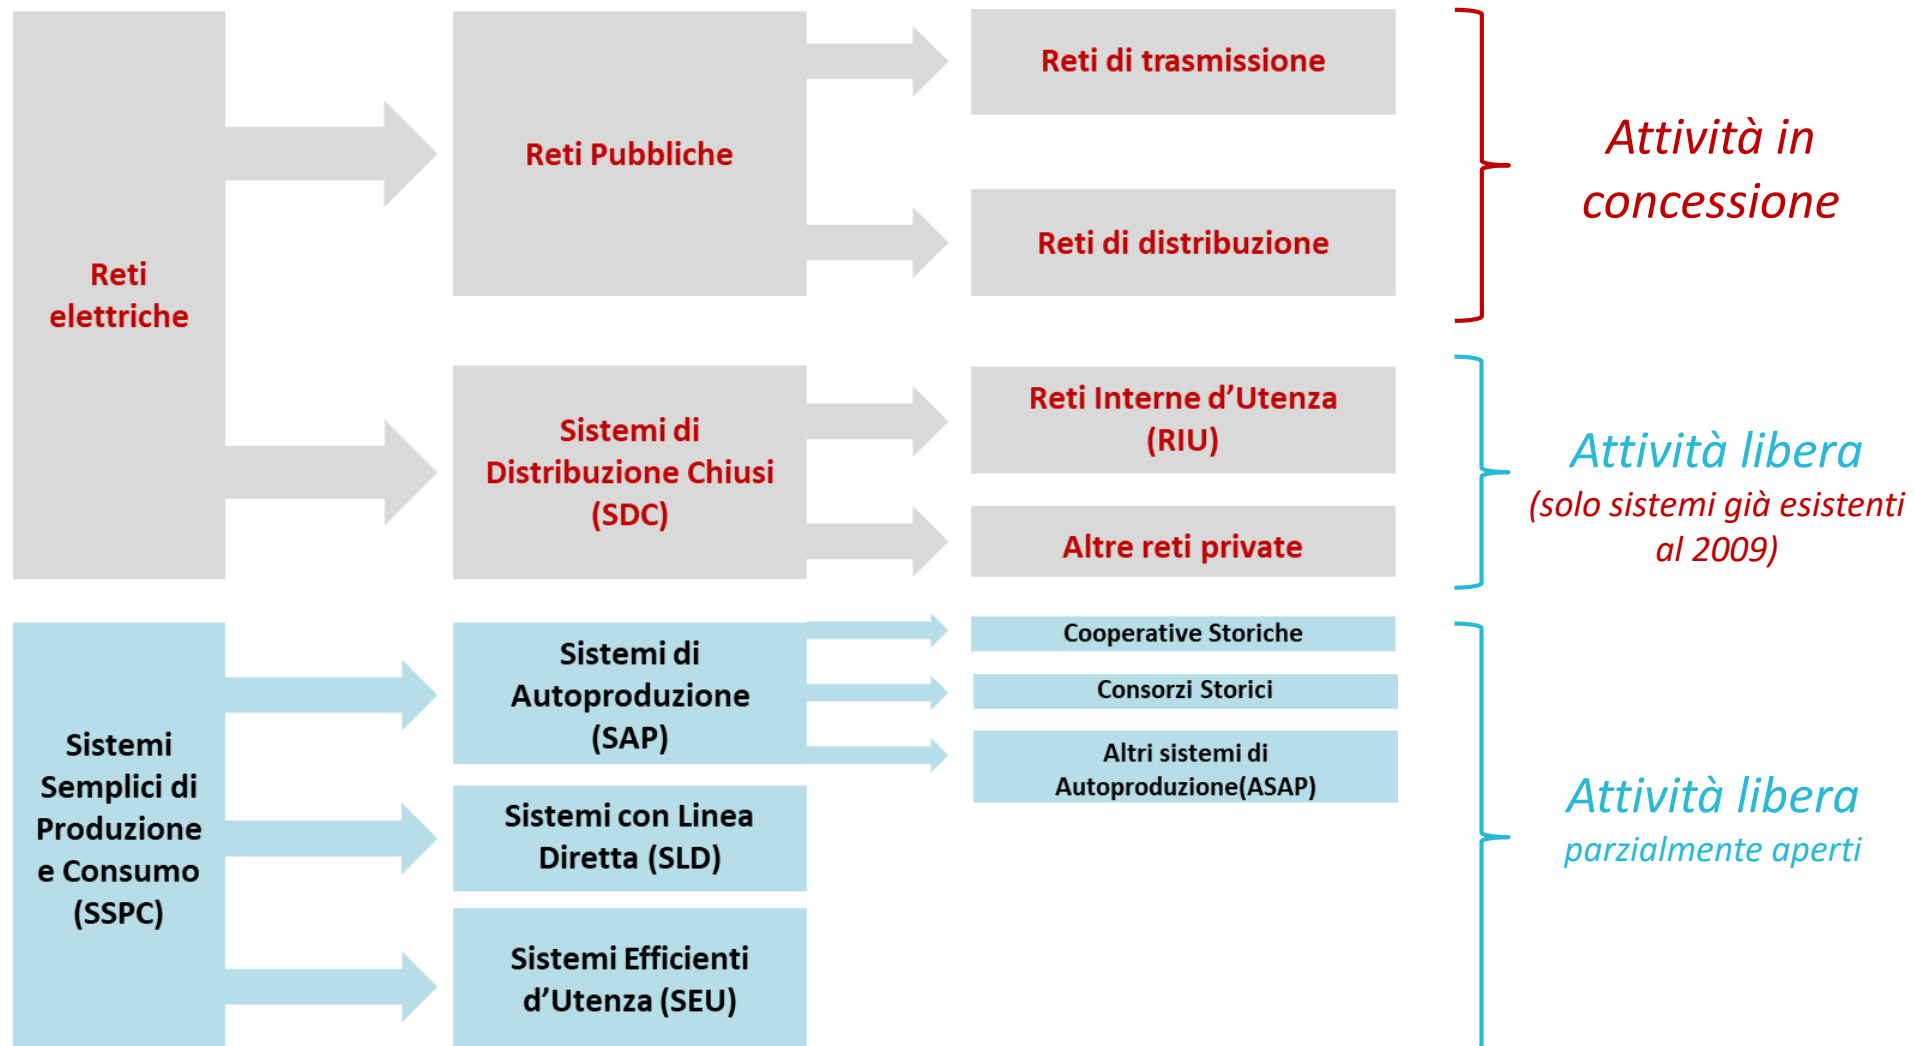 Reti
elettriche
Reti Pubbliche
Reti di trasmissione
Reti di distribuzione
Attività in
concessione
Sistemi di
Distribuzione Chiusi
(SDC)
Reti Interne d’Utenza
(RIU)
Altre reti private
Attività libera
(solo sistemi già esistenti
al 2009)
Sistemi
Semplici di
Produzione
e Consumo
(SSPC)
Sistemi di
Autoproduzione
(SAP)
Cooperative Storiche
Consorzi Storici
Altri sistemi di
Autoproduzione(ASAP)
Sistemi con Linea
Diretta (SLD)
Sistemi Efficienti
d’Utenza (SEU)
Attività libera
parzialmente aperti